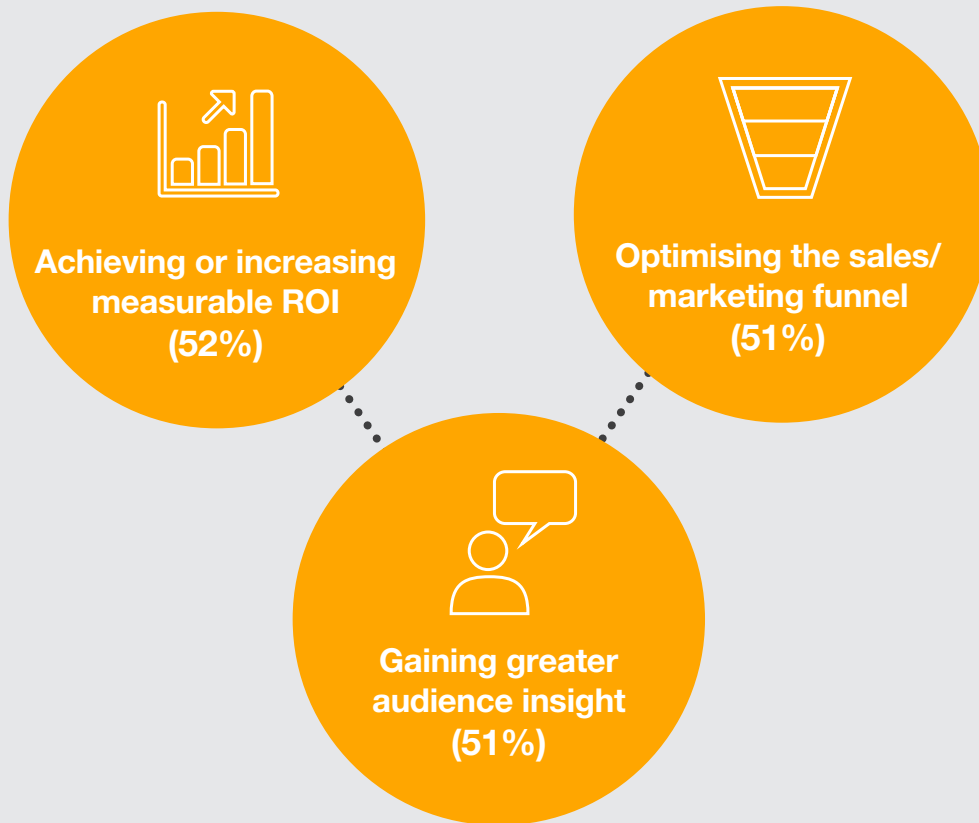 Achieving or increasing
measurable ROI
(52%)
Optimising the sales/
marketing funnel
(51%)
Gaining greater
audience insight
(51%)